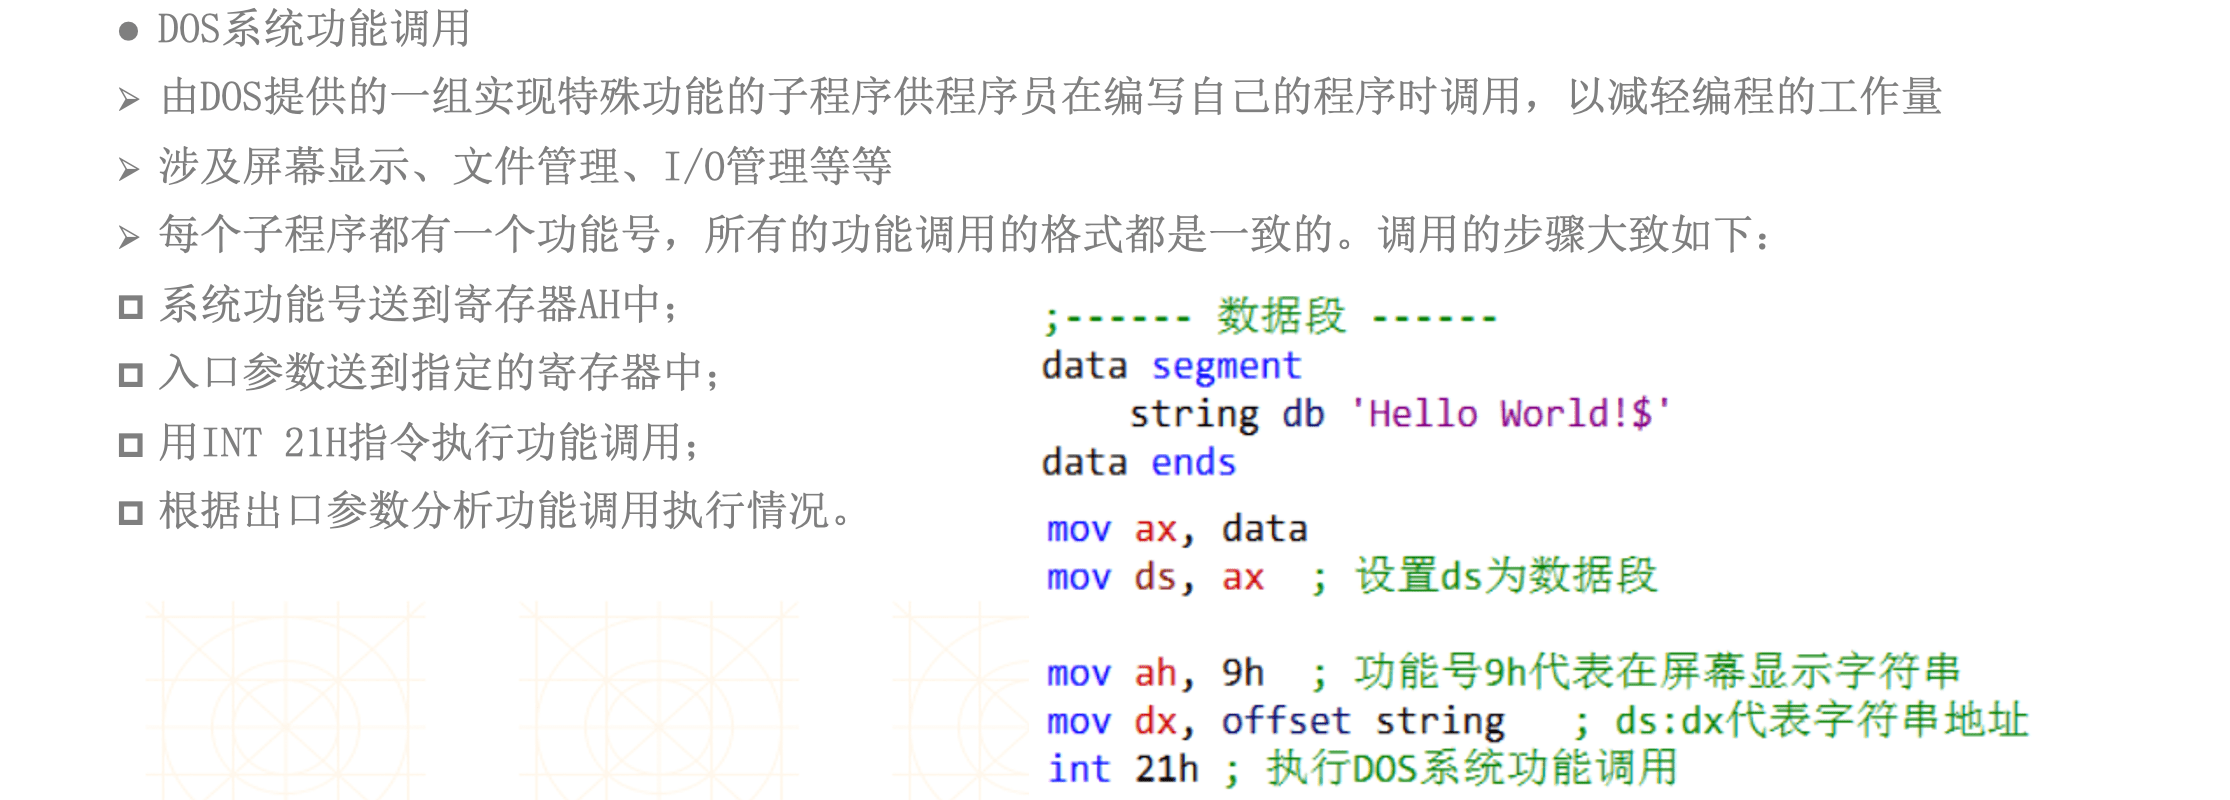 ● DOS系统功能调用
➢ 由DOS提供的一组实现特殊功能的子程序供程序员在编写自己的程序时调用，以减轻编程的工作量
➢ 涉及屏幕显示、文件管理、I/O管理等等
➢ 每个子程序都有一个功能号，所有的功能调用的格式都是一致的。调用的步骤大致如下：
◘ 系统功能号送到寄存器AH中；
◘ 入口参数送到指定的寄存器中；
◘ 用INT 21H指令执行功能调用；
◘ 根据出口参数分析功能调用执行情况。
;------ 数据段 ------
data segment
    string db 'Hello World!$'
data ends
mov ax, data
mov ds, ax  ; 设置ds为数据段
mov ah, 9h  ; 功能号9h代表在屏幕显示字符串
mov dx, offset string   ; ds:dx代表字符串地址
int 21h ; 执行DOS系统功能调用